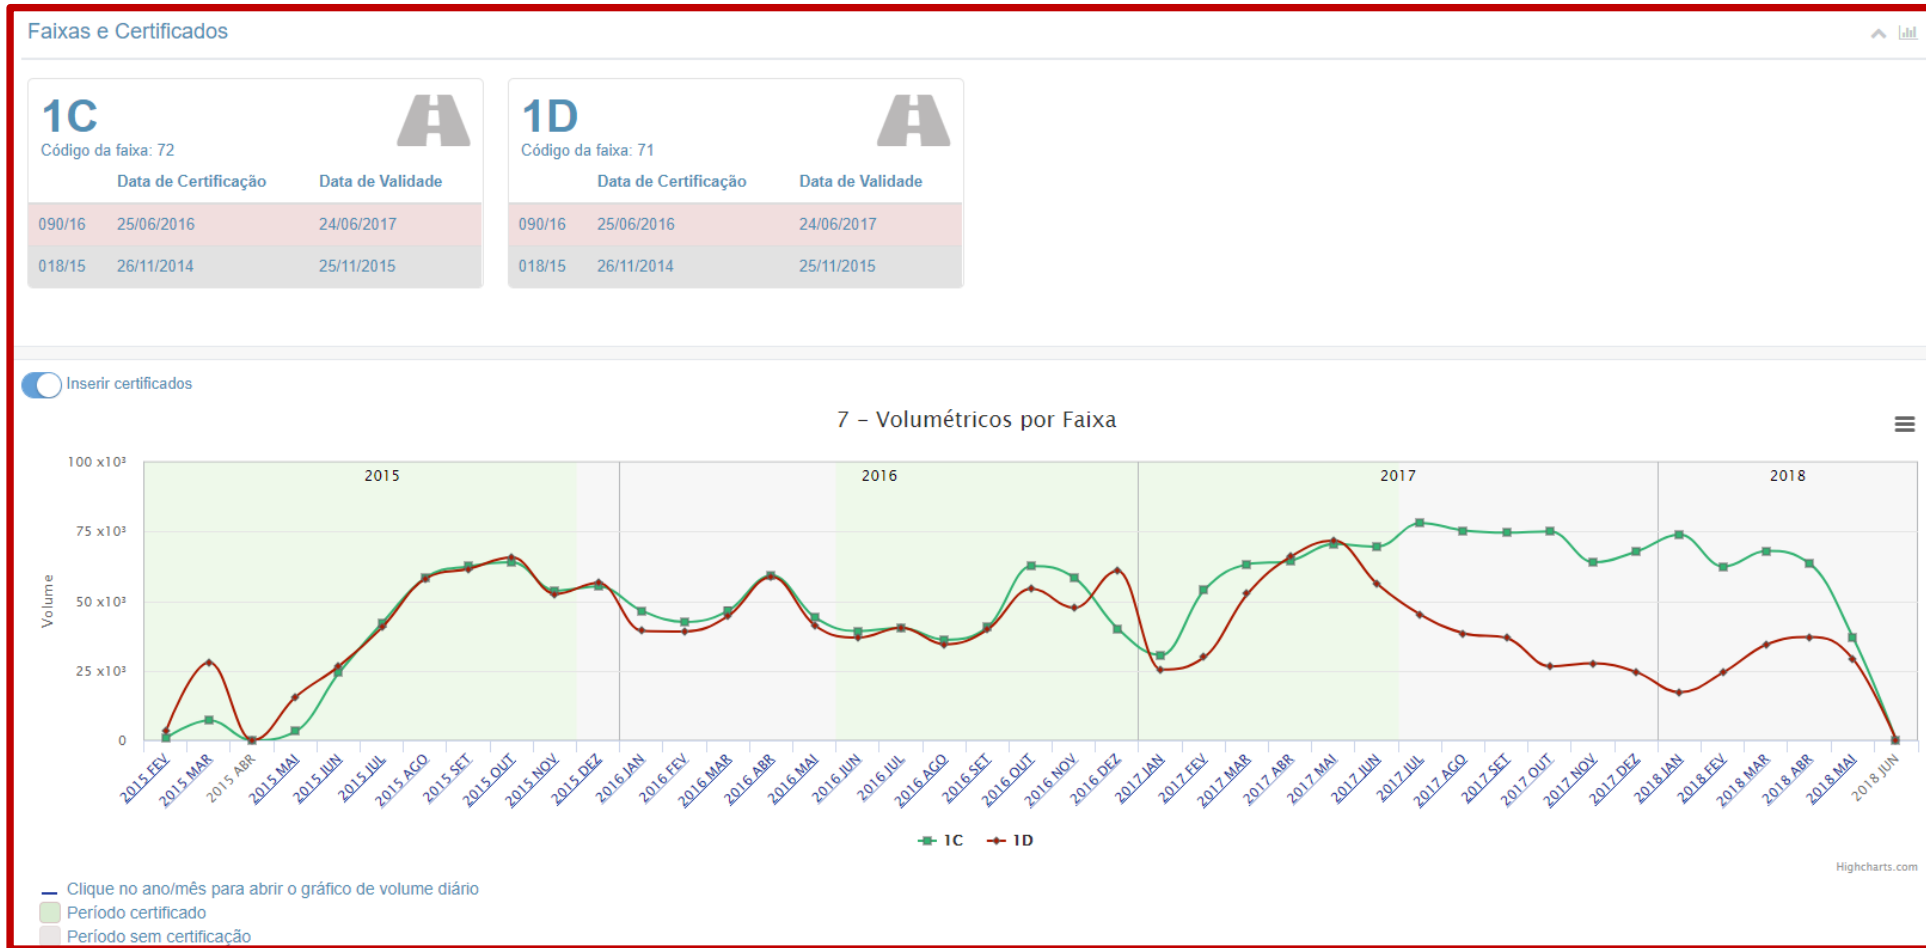 Faixas e Certificados
1C
Código da faixa: 72
Data de Certificação Data de Validade
090/16 25/06/2016 24/06/2017
018/15 26/11/2014 25/11/2015
1D
Código da faixa: 71
Data de Certificação Data de Validade
090/16 25/06/2016 24/06/2017
018/15 26/11/2014 25/11/2015
Inserir certificados
7 – Volumétricos por Faixa
2015 2016 2017 2018
Volume
100 x10³
75 x10³
50 x10³
25 x10³
0
2015 FEV 2015 MAR 2015 ABR 2015 MAI 2015 JUN 2015 JUL 2015 AGO 2015 SET 2015 OUT 2015 NOV 2015 DEZ 2016 JAN 2016 FEV 2016 MAR 2016 ABR 2016 MAI 2016 JUN 2016 JUL 2016 AGO 2016 SET 2016 OUT 2016 NOV 2016 DEZ 2017 JAN 2017 FEV 2017 MAR 2017 ABR 2017 MAI 2017 JUN 2017 JUL 2017 AGO 2017 SET 2017 OUT 2017 NOV 2017 DEZ 2018 JAN 2018 FEV 2018 MAR 2018 ABR 2018 MAI 2018 JUN
1C 1D
Highcharts.com
Clique no ano/mês para abrir o gráfico de volume diário
Período certificado
Período sem certificação